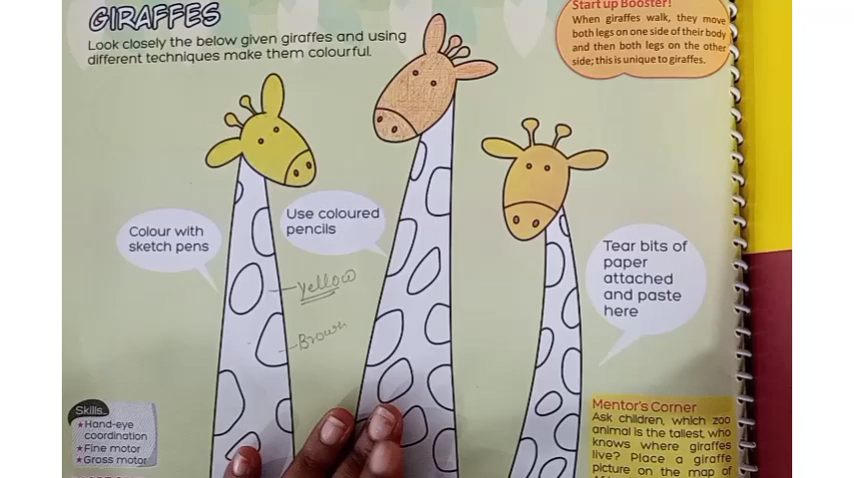 GIRAFFES
Look closely the below given giraffes and using
different techniques make them colourful.
Start up Booster!
When giraffes walk, they move
both legs on one side of their body
and then both legs on the other
side; this is unique to giraffes.
Colour with
sketch pens
Use coloured
pencils
Tear bits of
paper
attached
and paste
here
Yellow
Brown
Skills
★Hand-eye
coordination
★Fine motor
★Gross motor
Mentor's Corner
Ask children, which zoo
animal is the tallest, who
knows where giraffes
live? Place a giraffe
picture on the map of